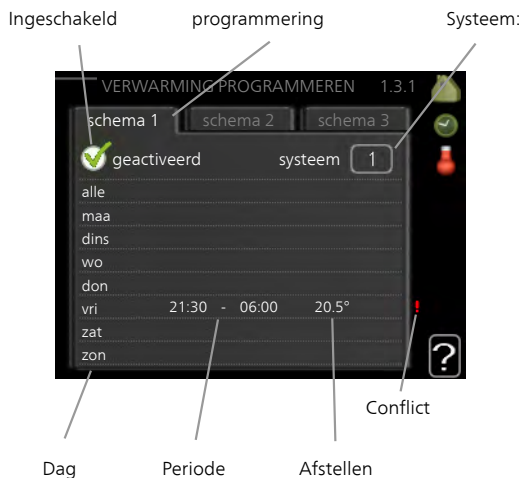 Ingeschakeld programmering Systeem:
VERWARMING PROGRAMMEREN 1.3.1
schema 1 schema 2 schema 3
geactiveerd systeem 1
alle
maa
dins
wo
don
vri 21:30 - 06:00 20.5° !
zat
zon
?
Conflict
Dag Periode Afstellen